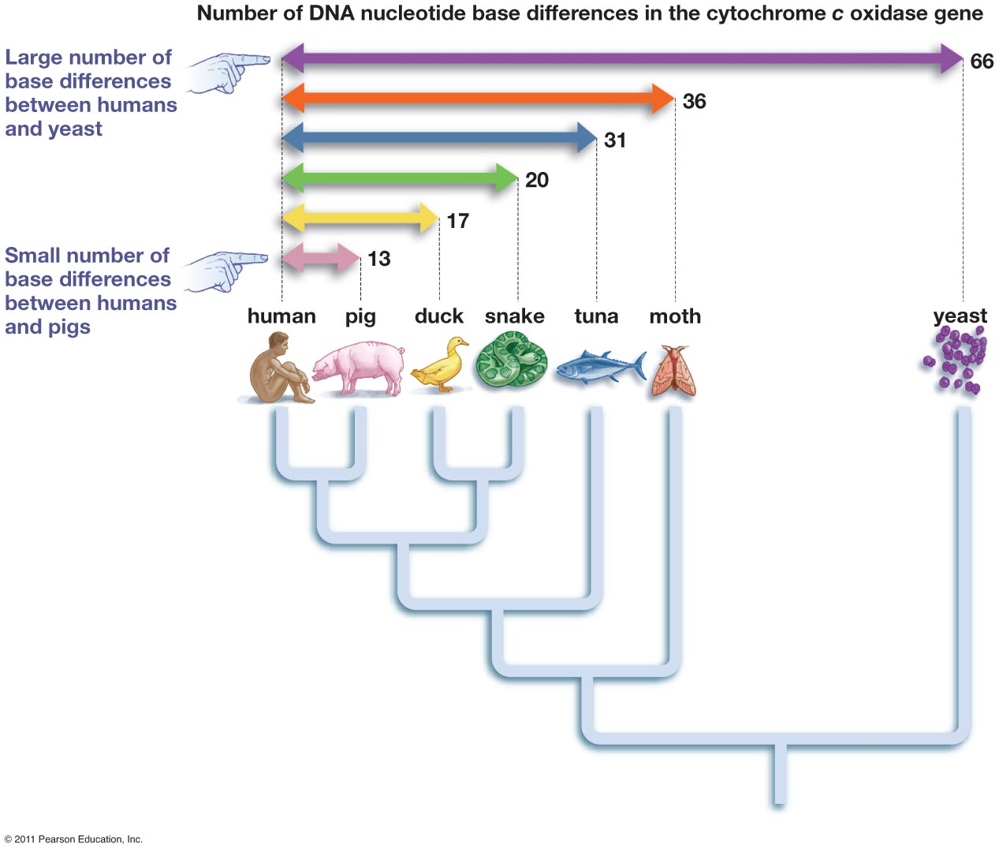 Number of DNA nucleotide base differences in the cytochrome c oxidase gene
Large number of
base differences
between humans
and yeast
66
36
31
20
17
Small number of
base differences
between humans
and pigs
13
human pig duck snake tuna moth yeast
© 2011 Pearson Education, Inc.